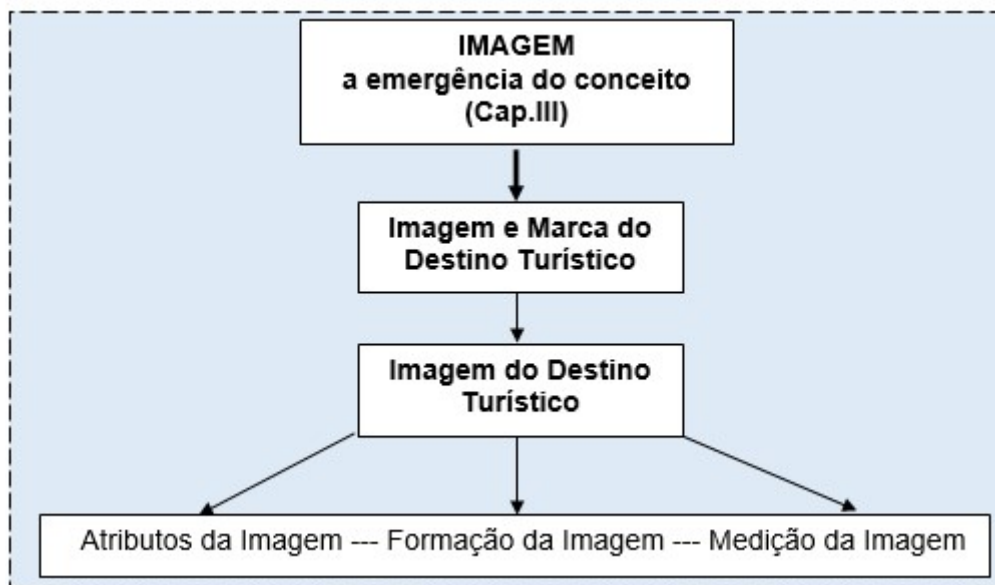 IMAGEM
a emergência do conceito
(Cap.III)
Imagem e Marca do
Destino Turístico
Imagem do Destino
Turístico
Atributos da Imagem --- Formação da Imagem --- Medição da Imagem